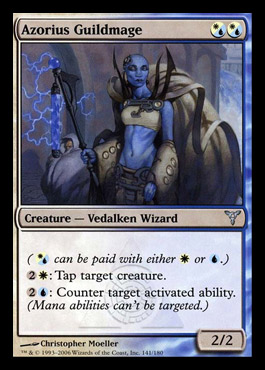 Azorius Guildmage
Creature — Vedalken Wizard
( can be paid with either or .)
2 : Tap target creature.
2 : Counter target activated ability.
(Mana abilities can't be targeted.)
Christopher Moeller
2/2
™ & © 1993–2006 Wizards of the Coast, Inc. 141/180